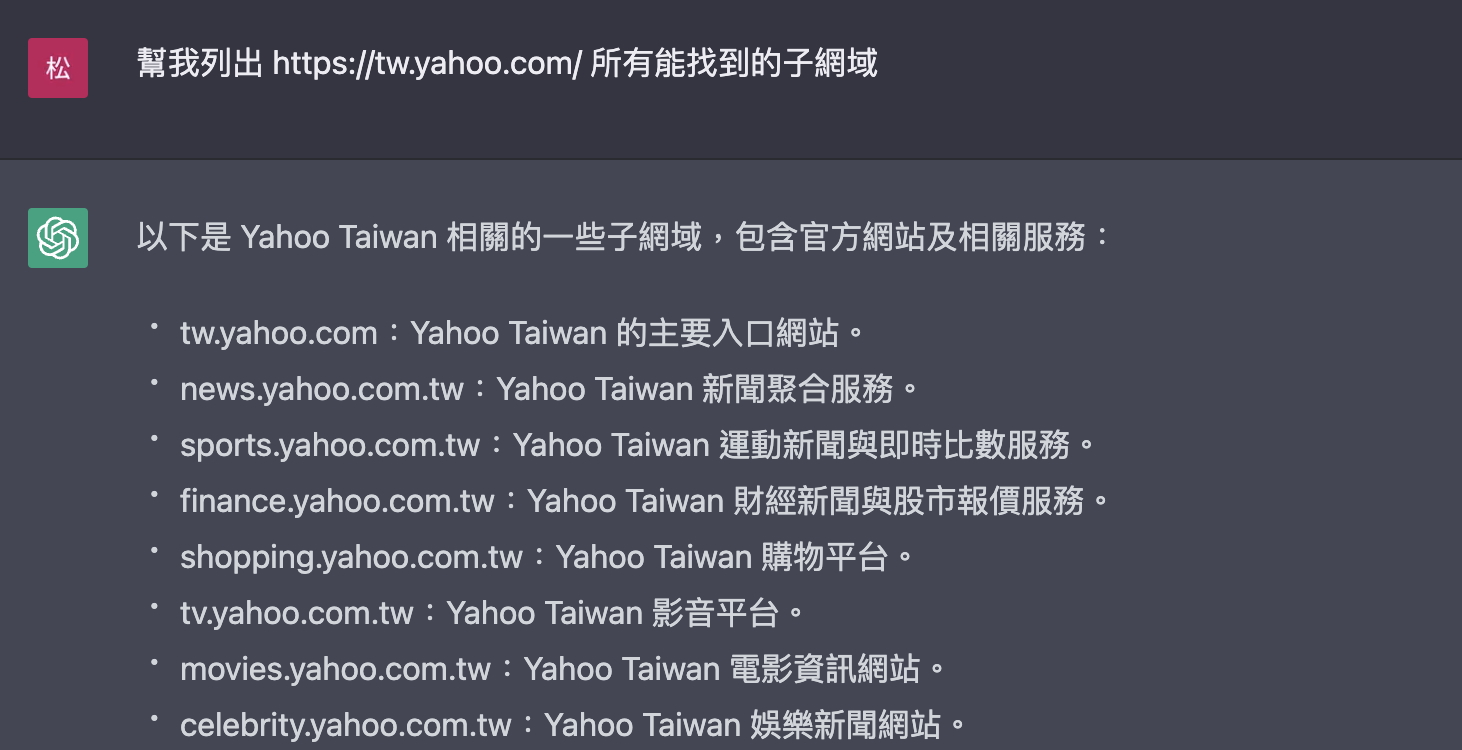 松
幫我列出 https://tw.yahoo.com/ 所有能找到的子網域
以下是 Yahoo Taiwan 相關的一些子網域，包含官方網站及相關服務：
• tw.yahoo.com：Yahoo Taiwan 的主要入口網站。
• news.yahoo.com.tw：Yahoo Taiwan 新聞聚合服務。
• sports.yahoo.com.tw：Yahoo Taiwan 運動新聞與即時比數服務。
• finance.yahoo.com.tw：Yahoo Taiwan 財經新聞與股市報價服務。
• shopping.yahoo.com.tw：Yahoo Taiwan 購物平台。
• tv.yahoo.com.tw：Yahoo Taiwan 影音平台。
• movies.yahoo.com.tw：Yahoo Taiwan 電影資訊網站。
• celebrity.yahoo.com.tw：Yahoo Taiwan 娛樂新聞網站。